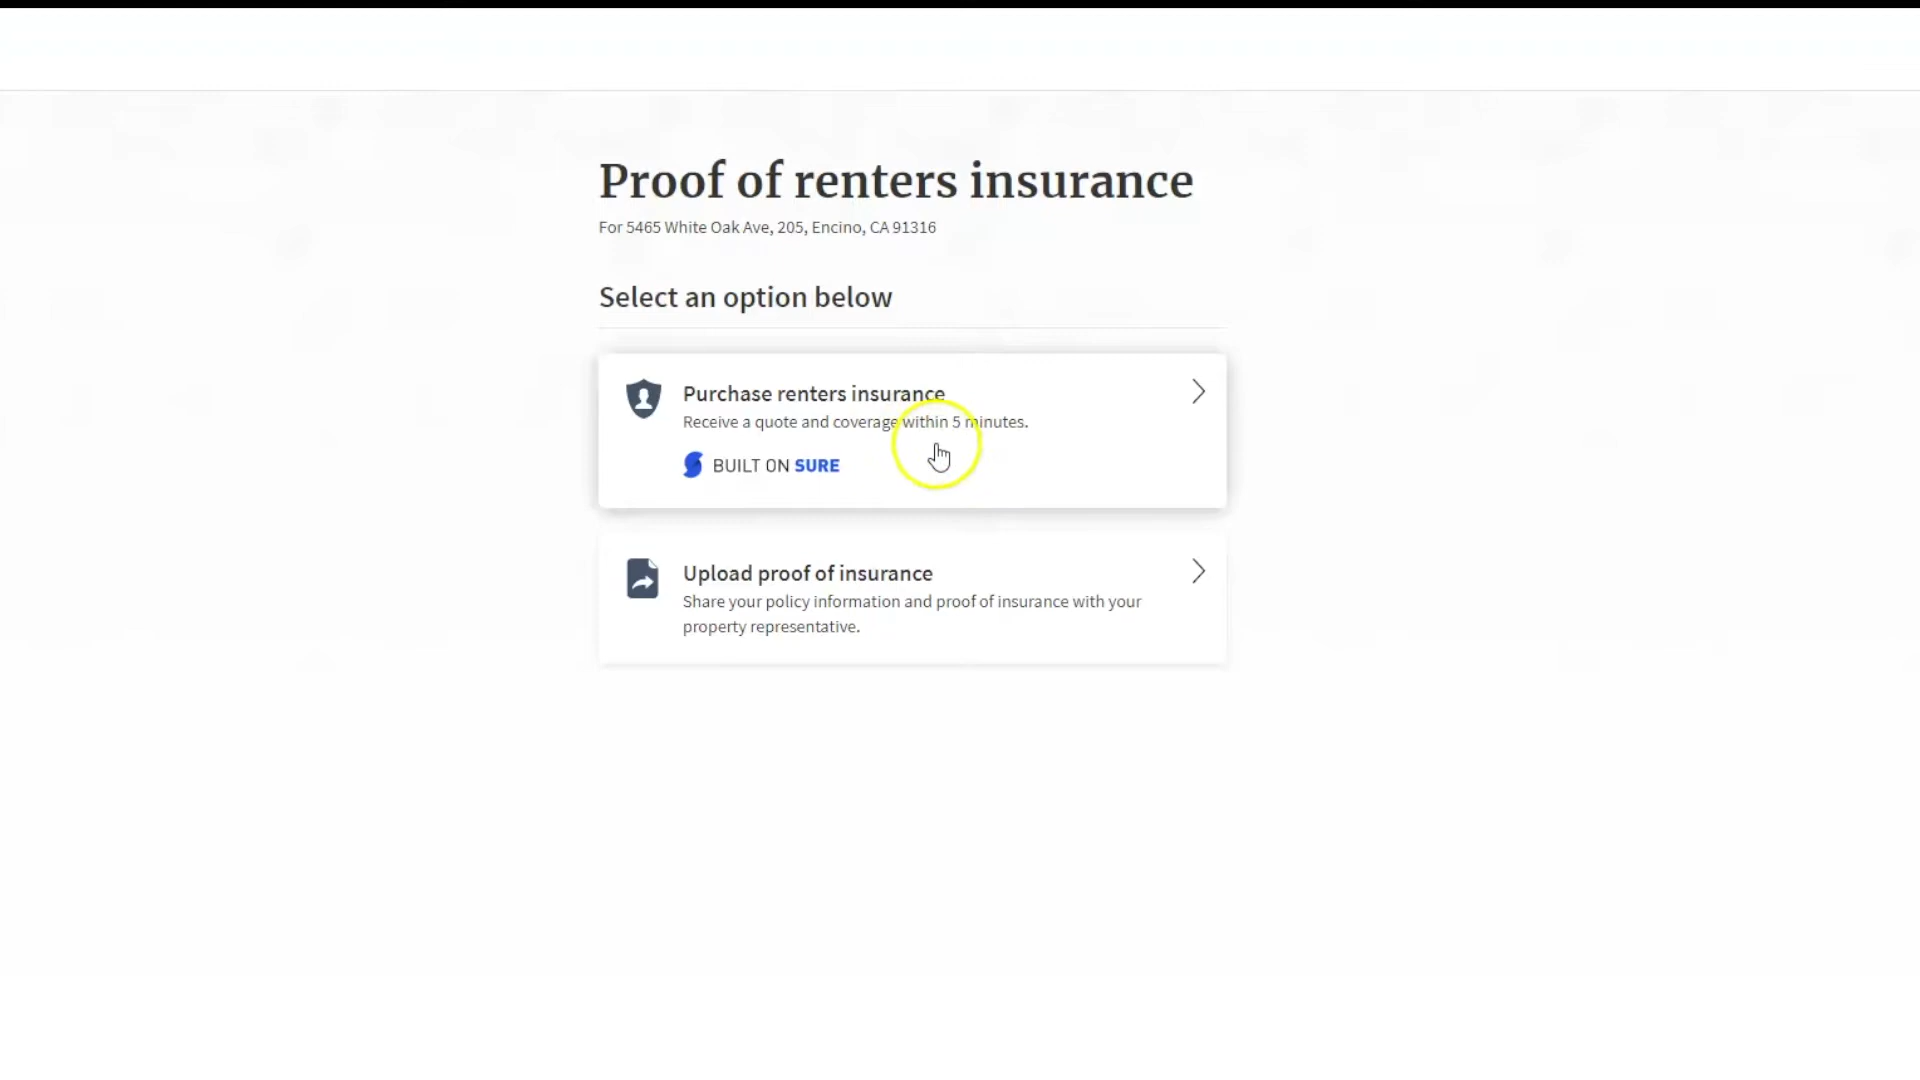 Proof of renters insurance
For 5465 White Oak Ave, 205, Encino, CA 91316
Select an option below
Purchase renters insurance
Receive a quote and coverage within 5 minutes.
BUILT ON SURE
Upload proof of insurance
Share your policy information and proof of insurance with your
property representative.